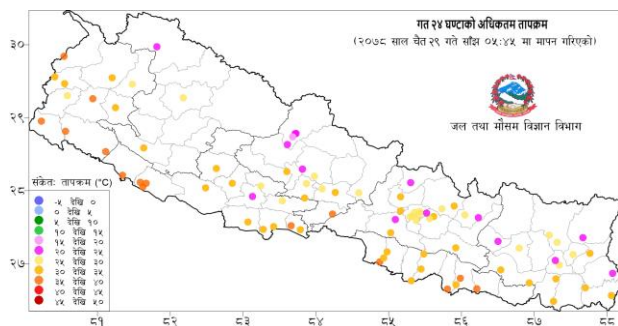 गत २४ घण्टाको अधिकतम तापक्रम
(२०७८ साल चैत २९ गते साँझ ०५:४५ मा मापन गरिएको)
जल तथा मौसम विज्ञान विभाग
३०
२९
२८
२७
संकेतः तापक्रम (°C)
-५ देखि ०
० देखि ५
५ देखि १०
१० देखि १५
१५ देखि २०
२० देखि २५
२५ देखि ३०
३० देखि ३५
३५ देखि ४०
४० देखि ४५
४५ देखि ५०
८१ ८२ ८३ ८४ ८५ ८६ ८७ ८८